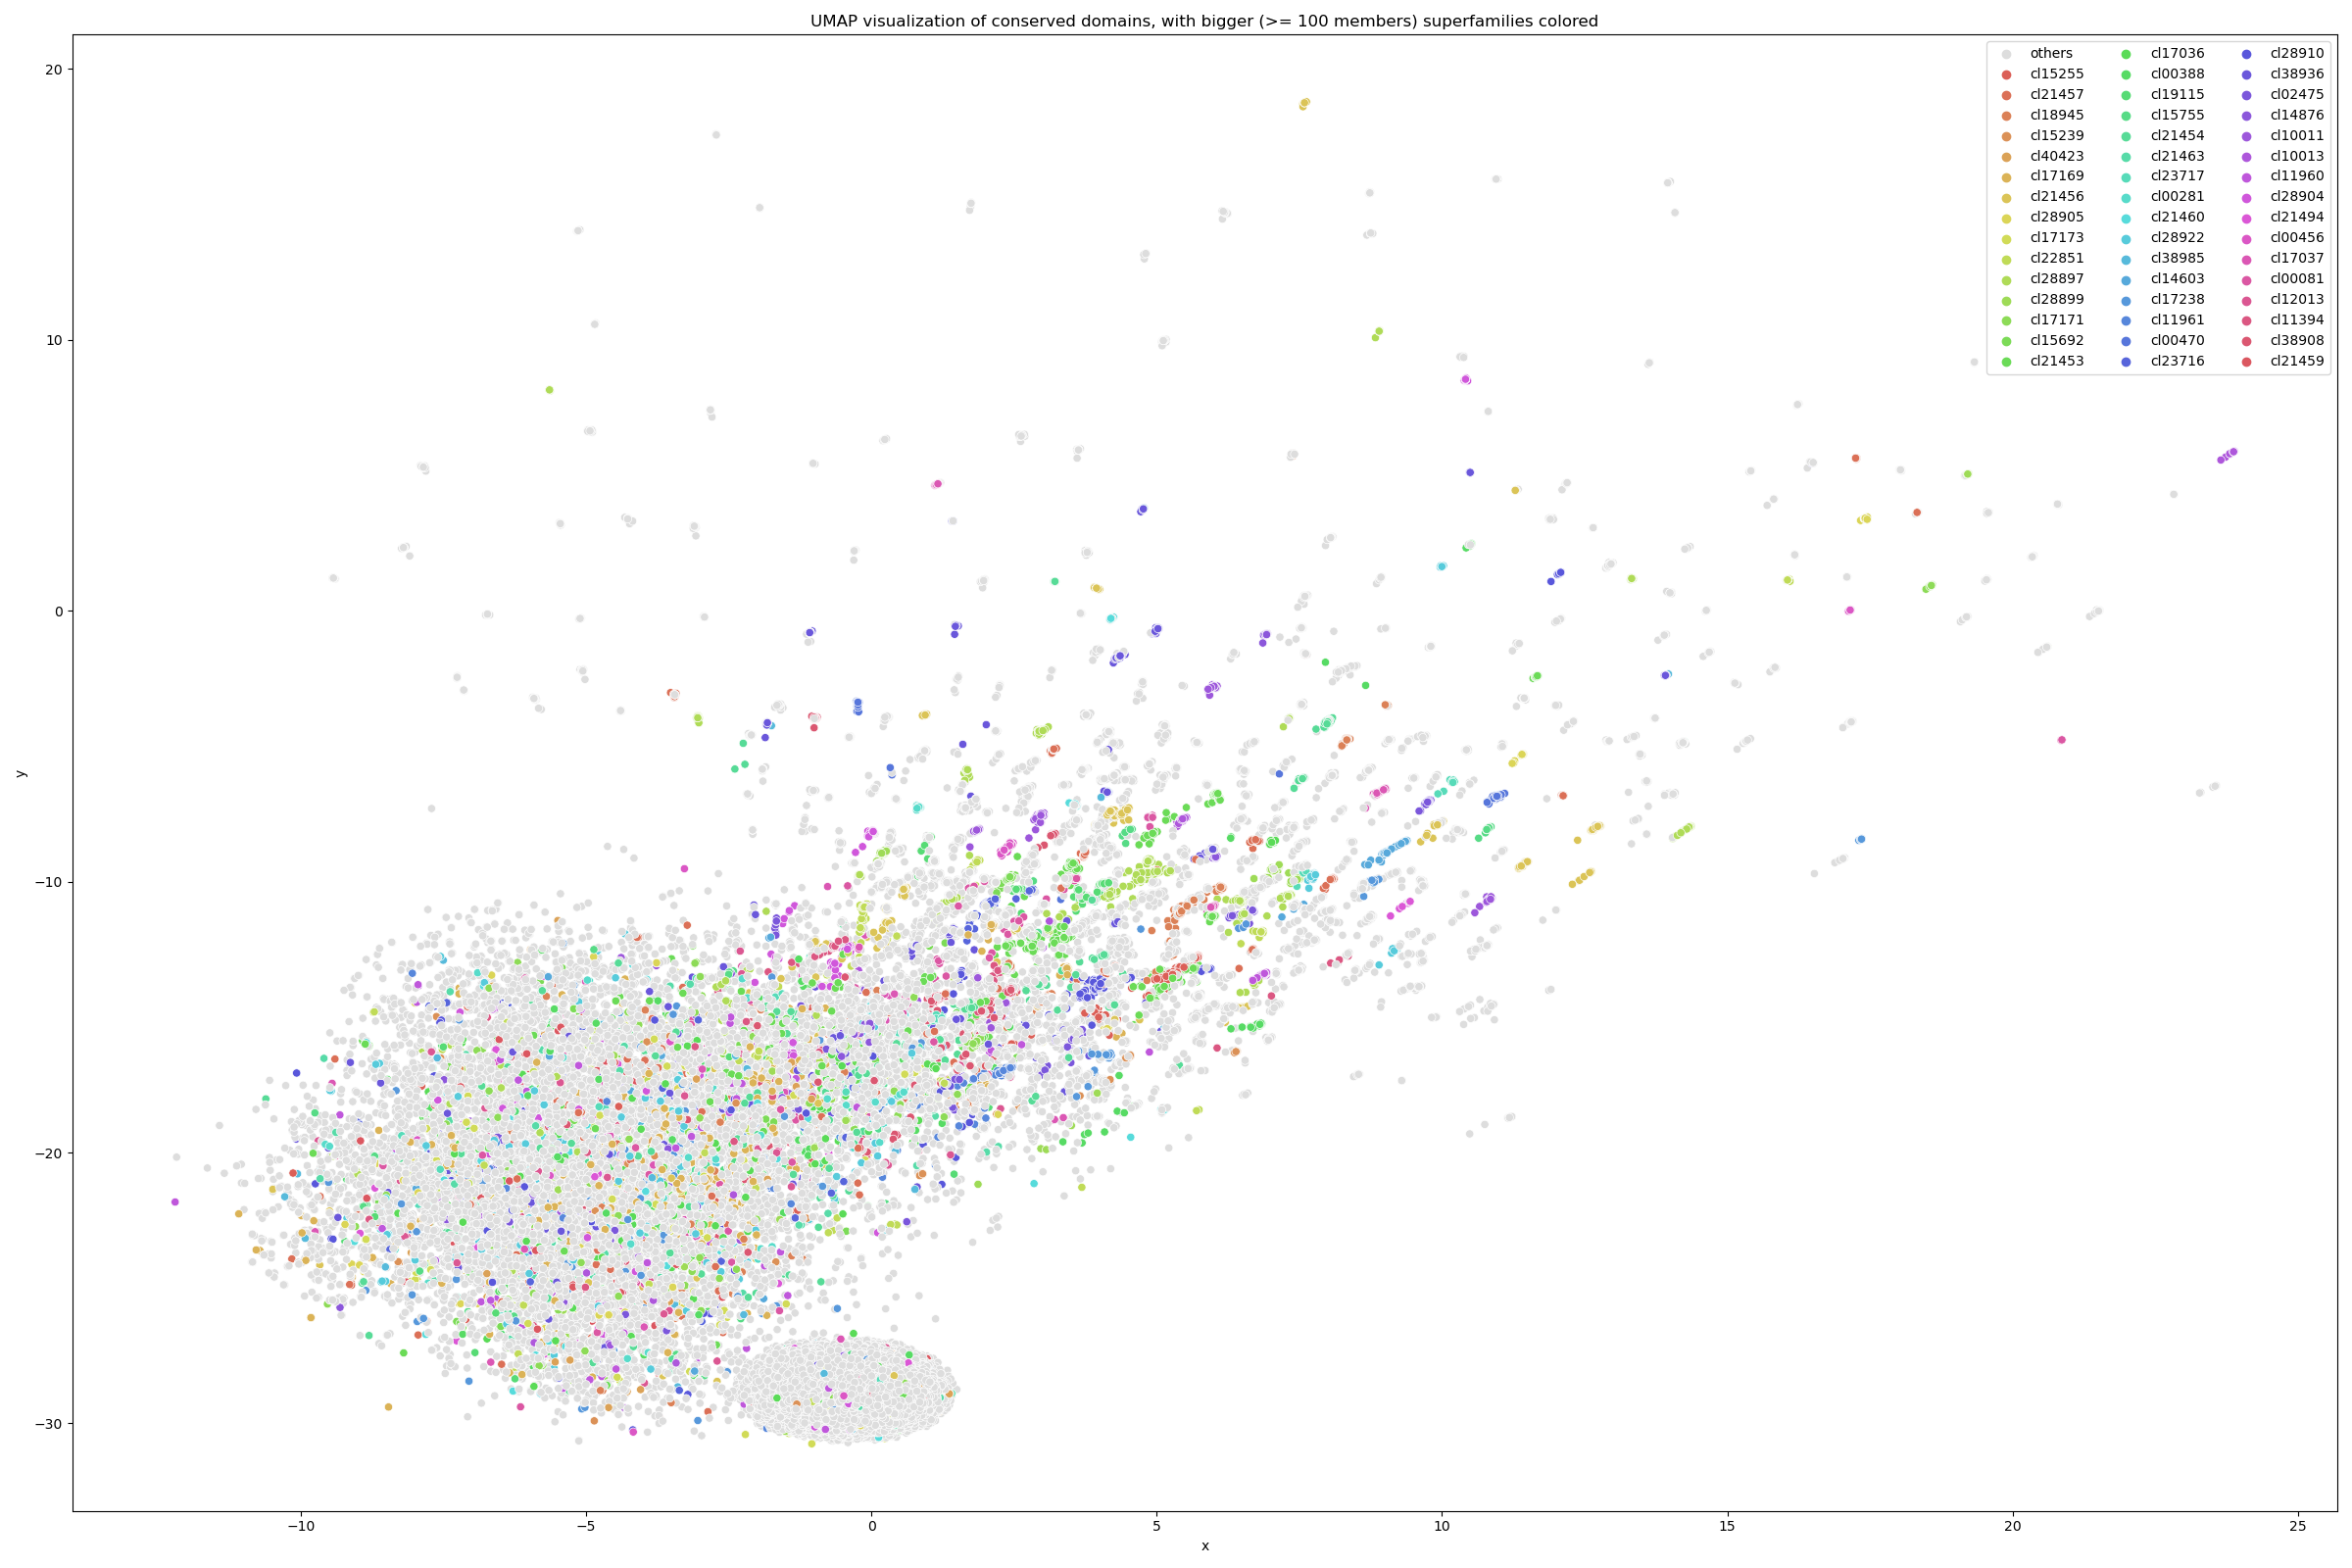 UMAP visualization of conserved domains, with bigger (>= 100 members) superfamilies colored
others
cl15255
cl21457
cl18945
cl15239
cl40423
cl17169
cl21456
cl28905
cl17173
cl22851
cl28897
cl28899
cl17171
cl15692
cl21453
cl17036
cl00388
cl19115
cl15755
cl21454
cl21463
cl23717
cl00281
cl21460
cl28922
cl38985
cl14603
cl17238
cl11961
cl00470
cl23716
cl28910
cl38936
cl02475
cl14876
cl10011
cl10013
cl11960
cl28904
cl21494
cl00456
cl17037
cl00081
cl12013
cl11394
cl38908
cl21459
20
10
0
−10
−20
−30
y
−10 −5 0 5 10 15 20 25
x